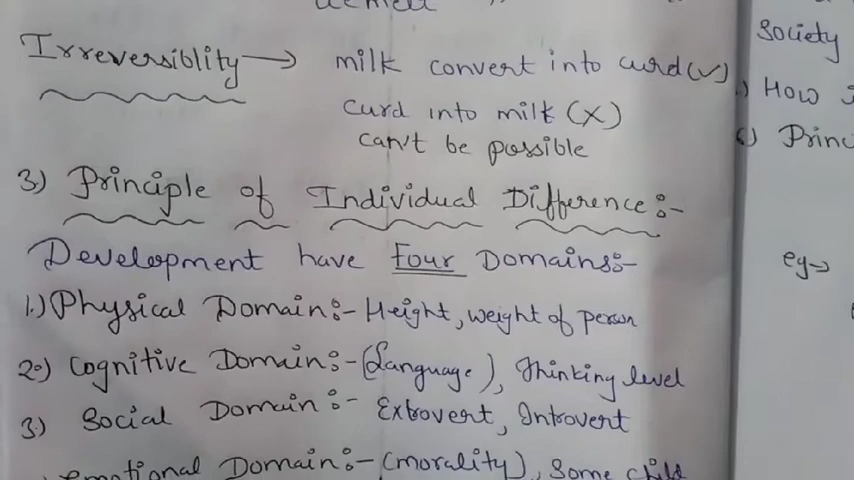 Irreversiblity → milk convert into curd (✓)
curd into milk (X)
can't be possible
3) Principle of Individual Difference:-
Development have Four Domains:-
1.) Physical Domain:- Height, weight of person
2.) Cognitive Domain:- (Language), Thinking level
3) Social Domain:- Extrovert, Introvert
emotional Domain:- (morality), Some child
Society
How
eg→